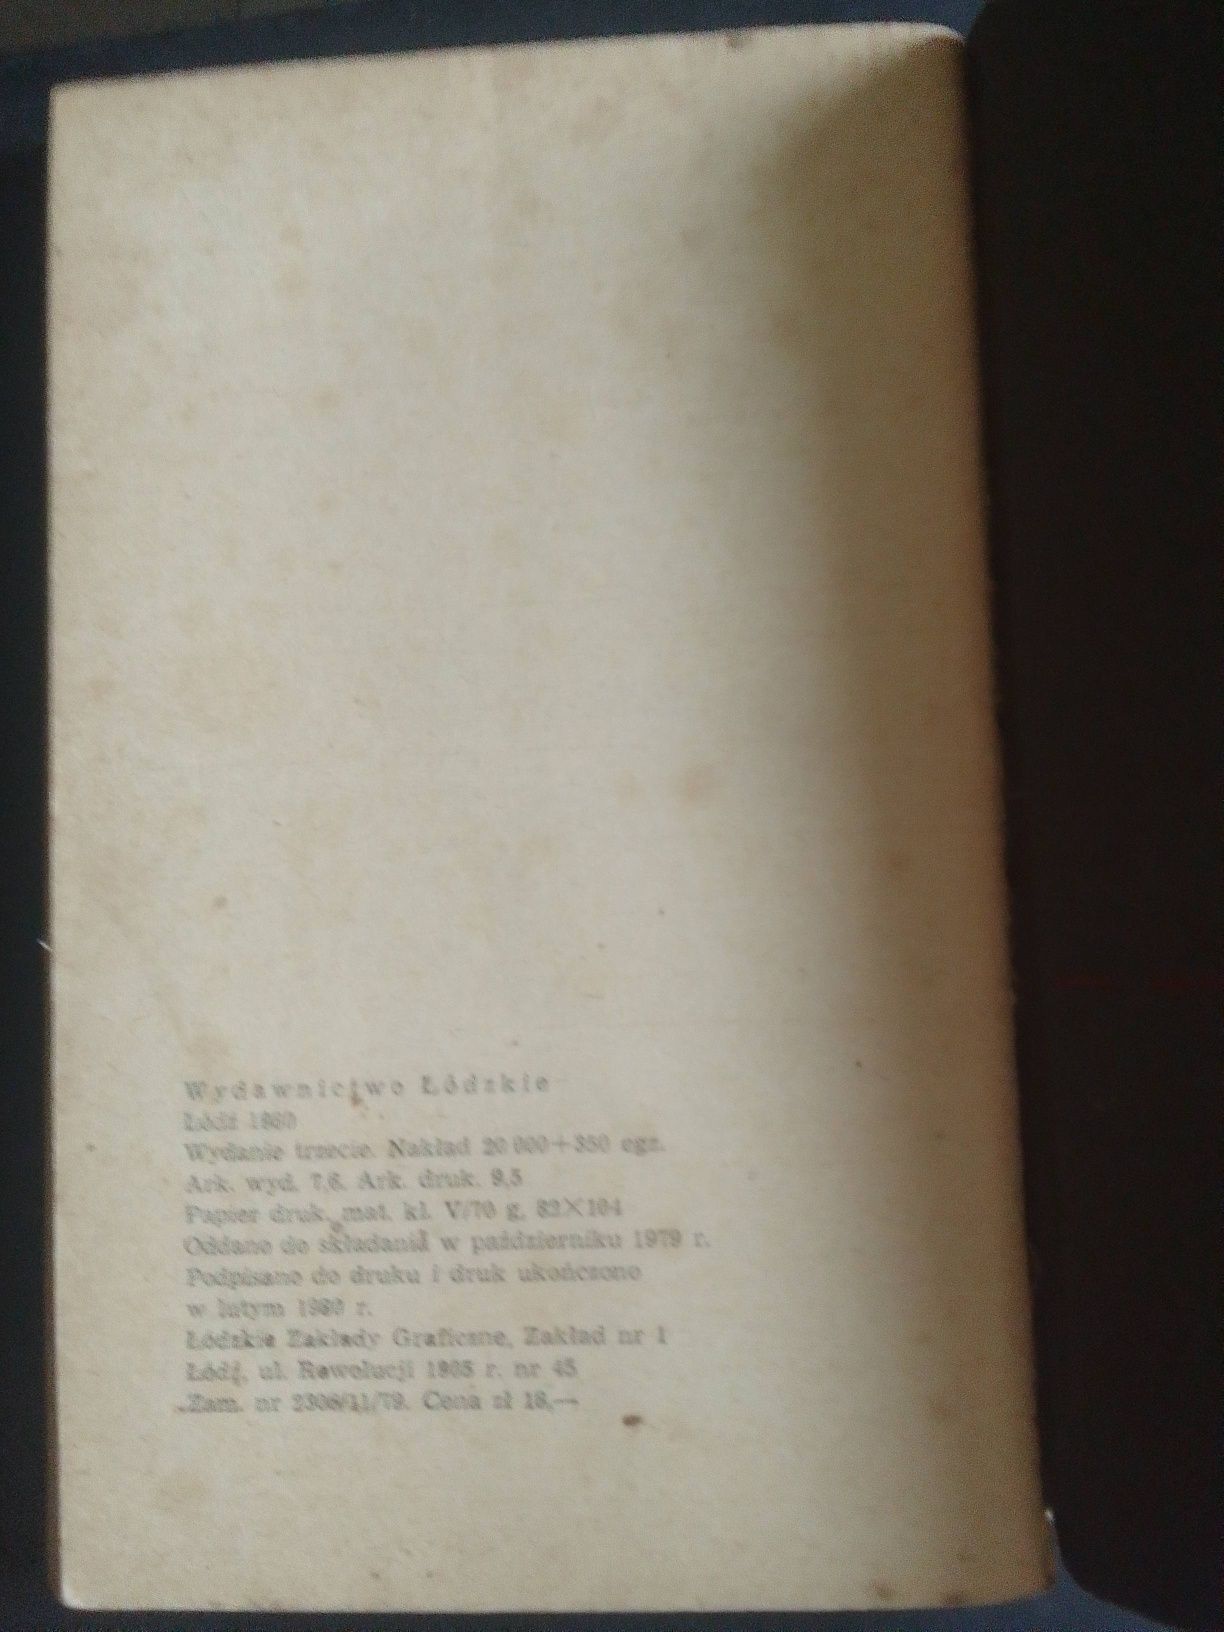 Wydawnictwo Łódzkie
Łódź 1980
Wydanie trzecie. Nakład 20 000+350 egz.
Ark. wyd. 7,6. Ark. druk. 9,5
Papier druk. mat. kl. V/70 g, 82×104
Oddano do składania w październiku 1979 r.
Podpisano do druku i druk ukończono
w lutym 1980 r.
Łódzkie Zakłady Graficzne, Zakład nr 1
Łódź, ul. Rewolucji 1905 r. nr 45
Zam. nr 2306/11/79. Cena zł 18,—